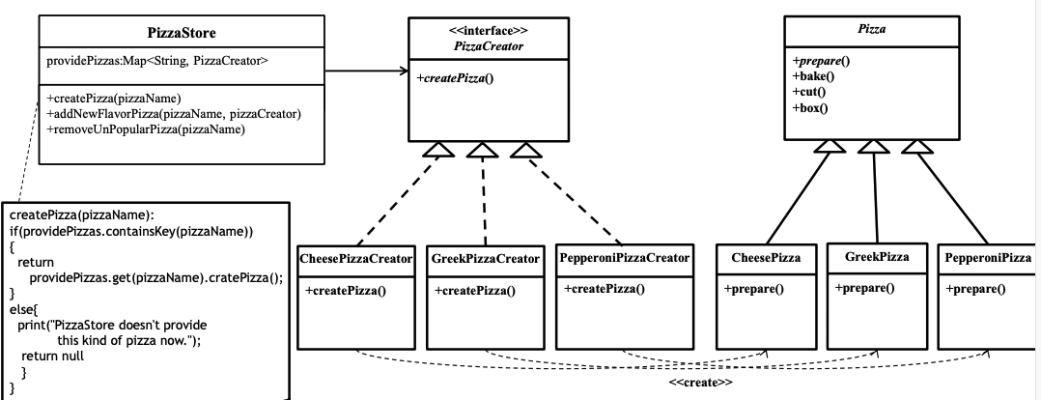 PizzaStore
providePizzas:Map<String, PizzaCreator>
+createPizza(pizzaName)
+addNewFlavorPizza(pizzaName, pizzaCreator)
+removeUnPopularPizza(pizzaName)
<<interface>>
PizzaCreator
+createPizza()
Pizza
+prepare()
+bake()
+cut()
+box()
createPizza(pizzaName):
if(providePizzas.containsKey(pizzaName))
{
return
providePizzas.get(pizzaName).cratePizza();
}
else{
print("PizzaStore doesn't provide
this kind of pizza now.");
return null
}
}
CheesePizzaCreator
+createPizza()
GreekPizzaCreator
+createPizza()
PepperoniPizzaCreator
+createPizza()
CheesePizza
+prepare()
GreekPizza
+prepare()
PepperoniPizza
+prepare()
<<create>>